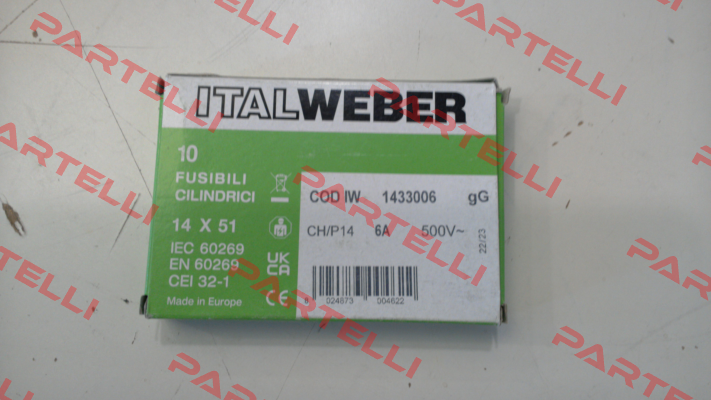 ITALWEBER
10
FUSIBILI
CILINDRICI
14 X 51
IEC 60269
EN 60269
CEI 32-1
Made in Europe
UK
CA
CE
COD IW 1433006 gG
CH/P14 6A 500V~
22/23
8 024673 004622
PARTELLI
PARTELLI
PARTELLI
PARTELLI
PARTELLI
PARTELLI
PARTELLI